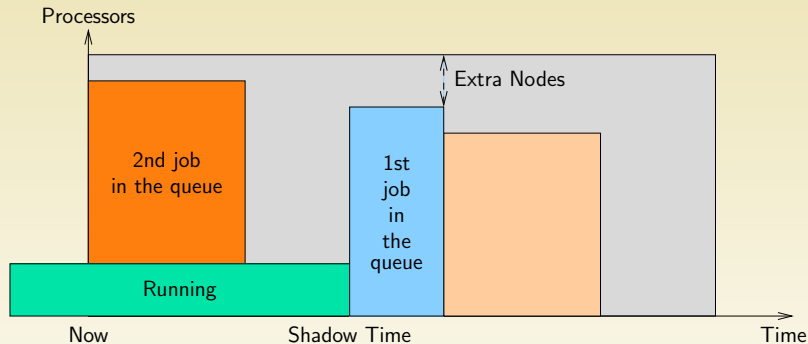 Processors
Extra Nodes
2nd job
in the queue
1st
job
in
the
queue
Running
Now
Shadow Time
Time